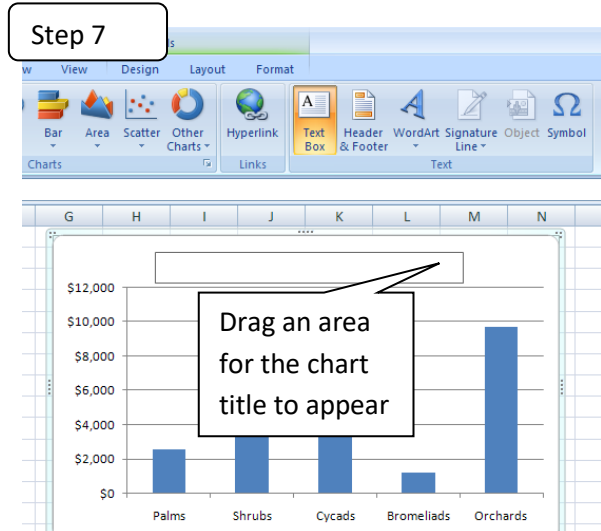 Step 7
ls
w View Design Layout Format
Bar Area Scatter Other Charts
Hyperlink
Text Box
Header & Footer
WordArt
Signature Line
Object
Symbol
Charts Links Text
G H I J K L M N
Drag an area
for the chart
title to appear
$12,000
$10,000
$8,000
$6,000
$4,000
$2,000
$0
Palms Shrubs Cycads Bromeliads Orchards